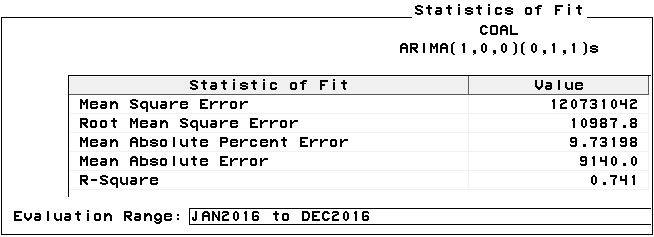 Statistics of Fit
COAL
ARIMA(1,0,0)(0,1,1)s
Statistic of Fit Value
Mean Square Error 120731042
Root Mean Square Error 10987.8
Mean Absolute Percent Error 9.73198
Mean Absolute Error 9140.0
R-Square 0.741
Evaluation Range: JAN2016 to DEC2016